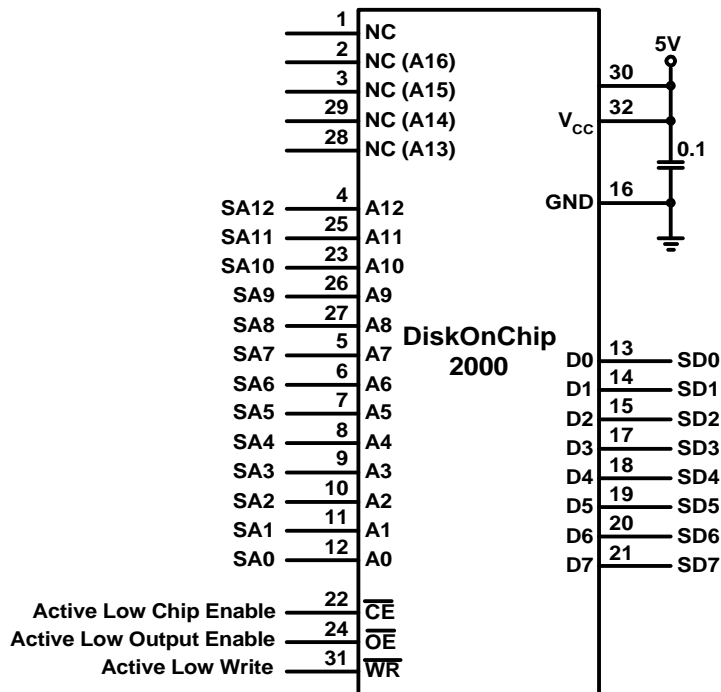 1 NC
2 NC (A16)
3 NC (A15)
29 NC (A14)
28 NC (A13)
SA12 4 A12
SA11 25 A11
SA10 23 A10
SA9 26 A9
SA8 27 A8
SA7 5 A7
SA6 6 A6
SA5 7 A5
SA4 8 A4
SA3 9 A3
SA2 10 A2
SA1 11 A1
SA0 12 A0
Active Low Chip Enable 22 CE
Active Low Output Enable 24 OE
Active Low Write 31 WR
DiskOnChip
2000
5V
30
VCC 32
0.1
GND 16
D0 13 SD0
D1 14 SD1
D2 15 SD2
D3 17 SD3
D4 18 SD4
D5 19 SD5
D6 20 SD6
D7 21 SD7